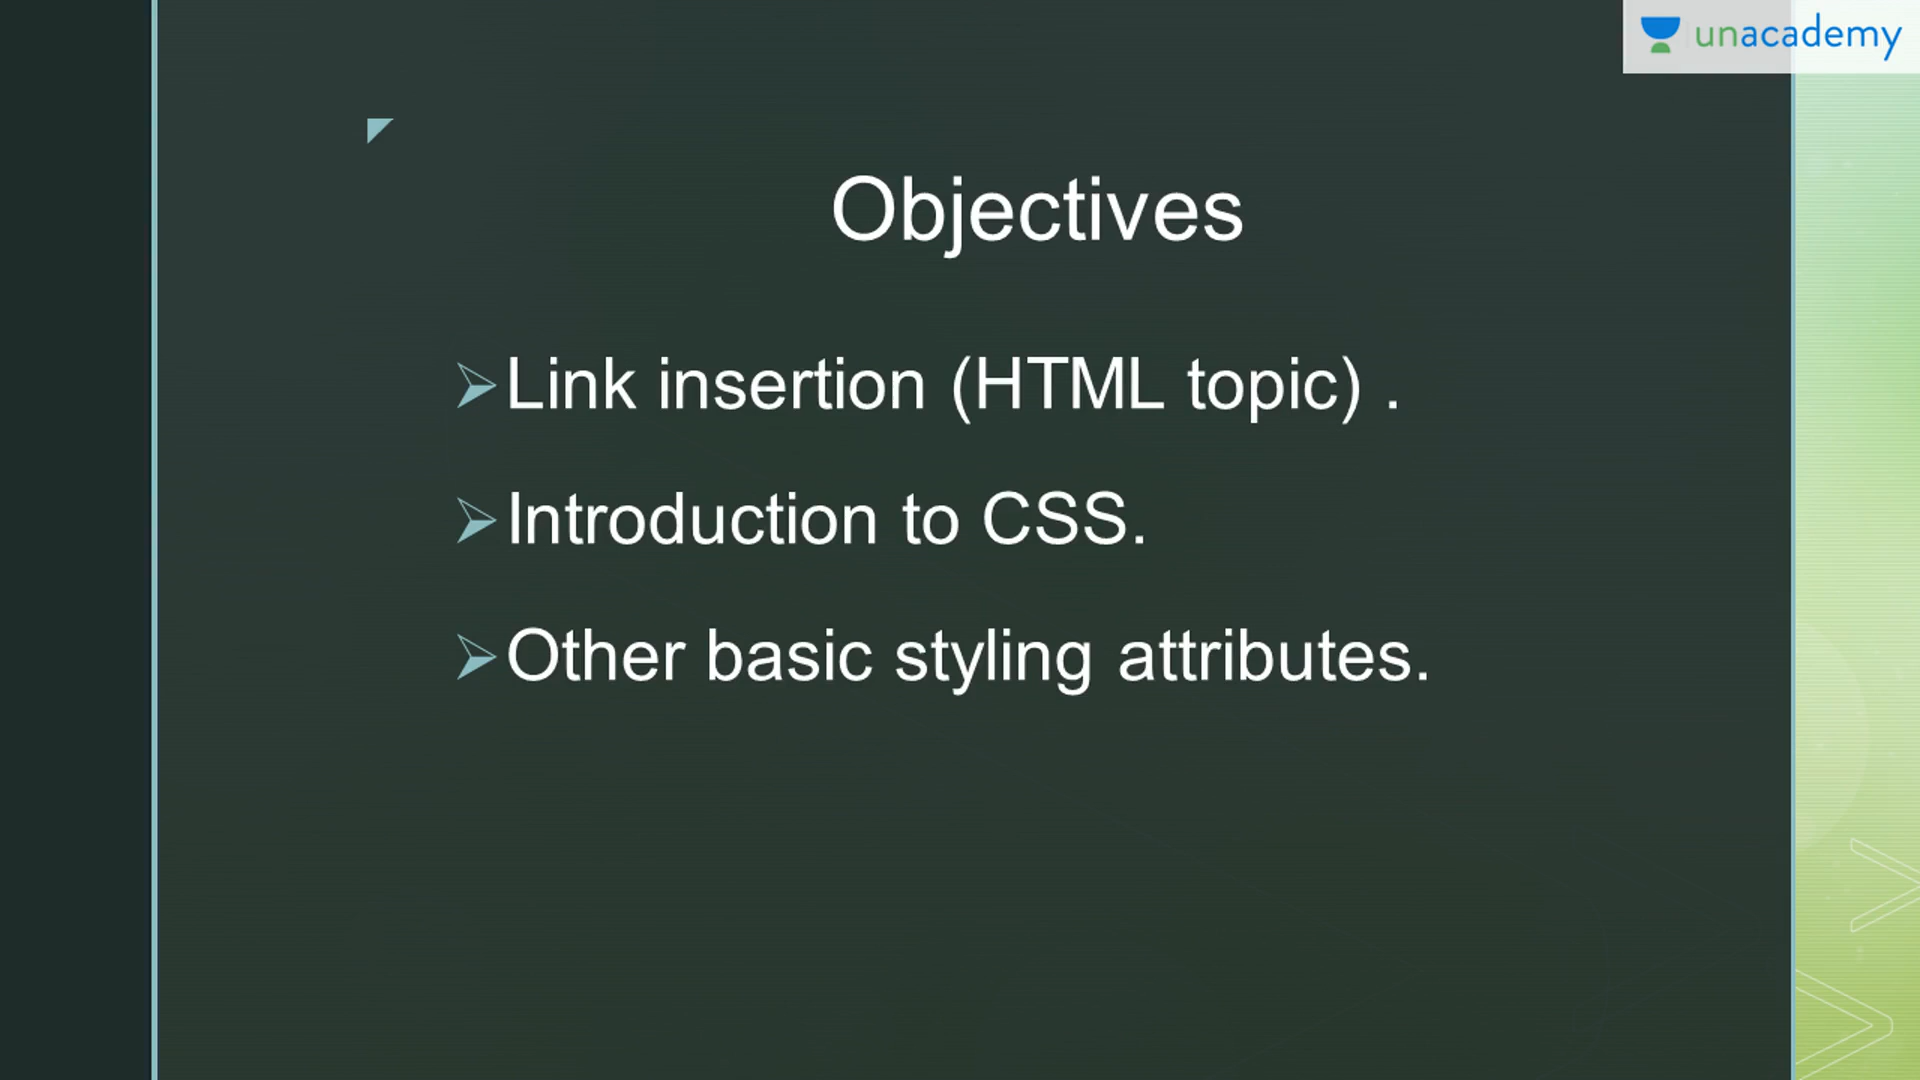 unacademy
Objectives
Link insertion (HTML topic) .
Introduction to CSS.
Other basic styling attributes.